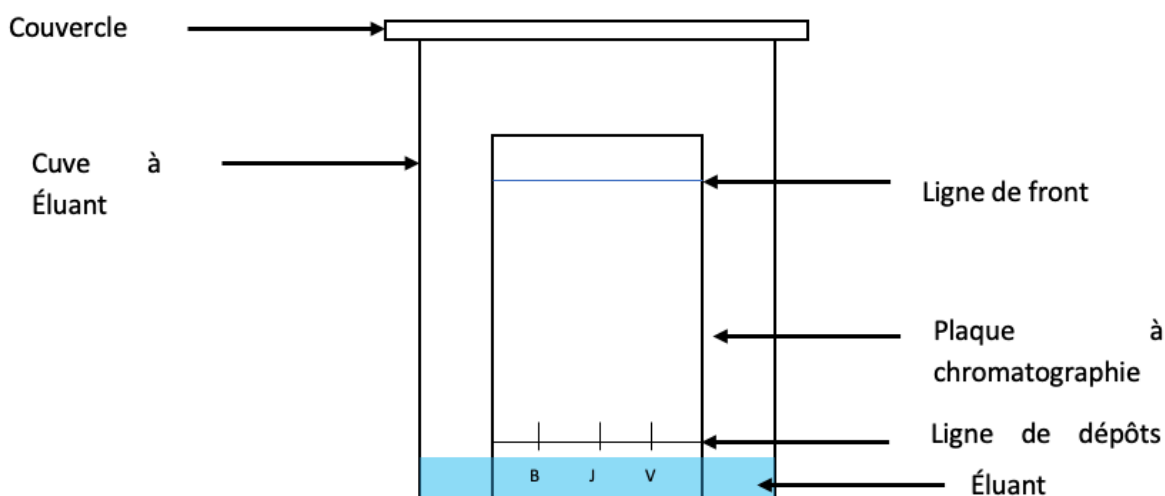 Couvercle
Cuve à
Éluant
Ligne de front
Plaque à
chromatographie
Ligne de dépôts
B J V
Éluant